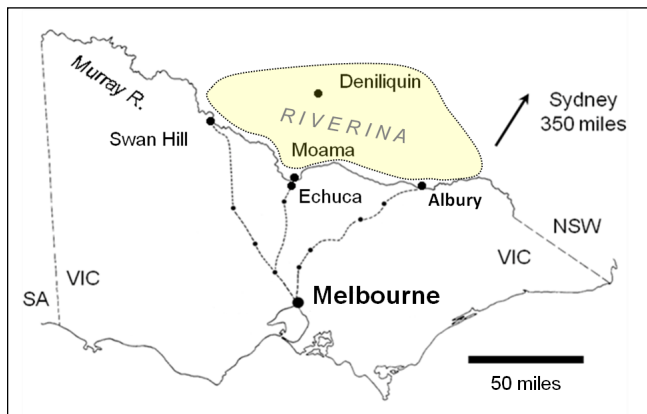 Deniliquin
Murray R.
RIVERINA
Sydney
350 miles
Swan Hill
Moama
Echuca
Albury
NSW
VIC
VIC
SA
Melbourne
50 miles